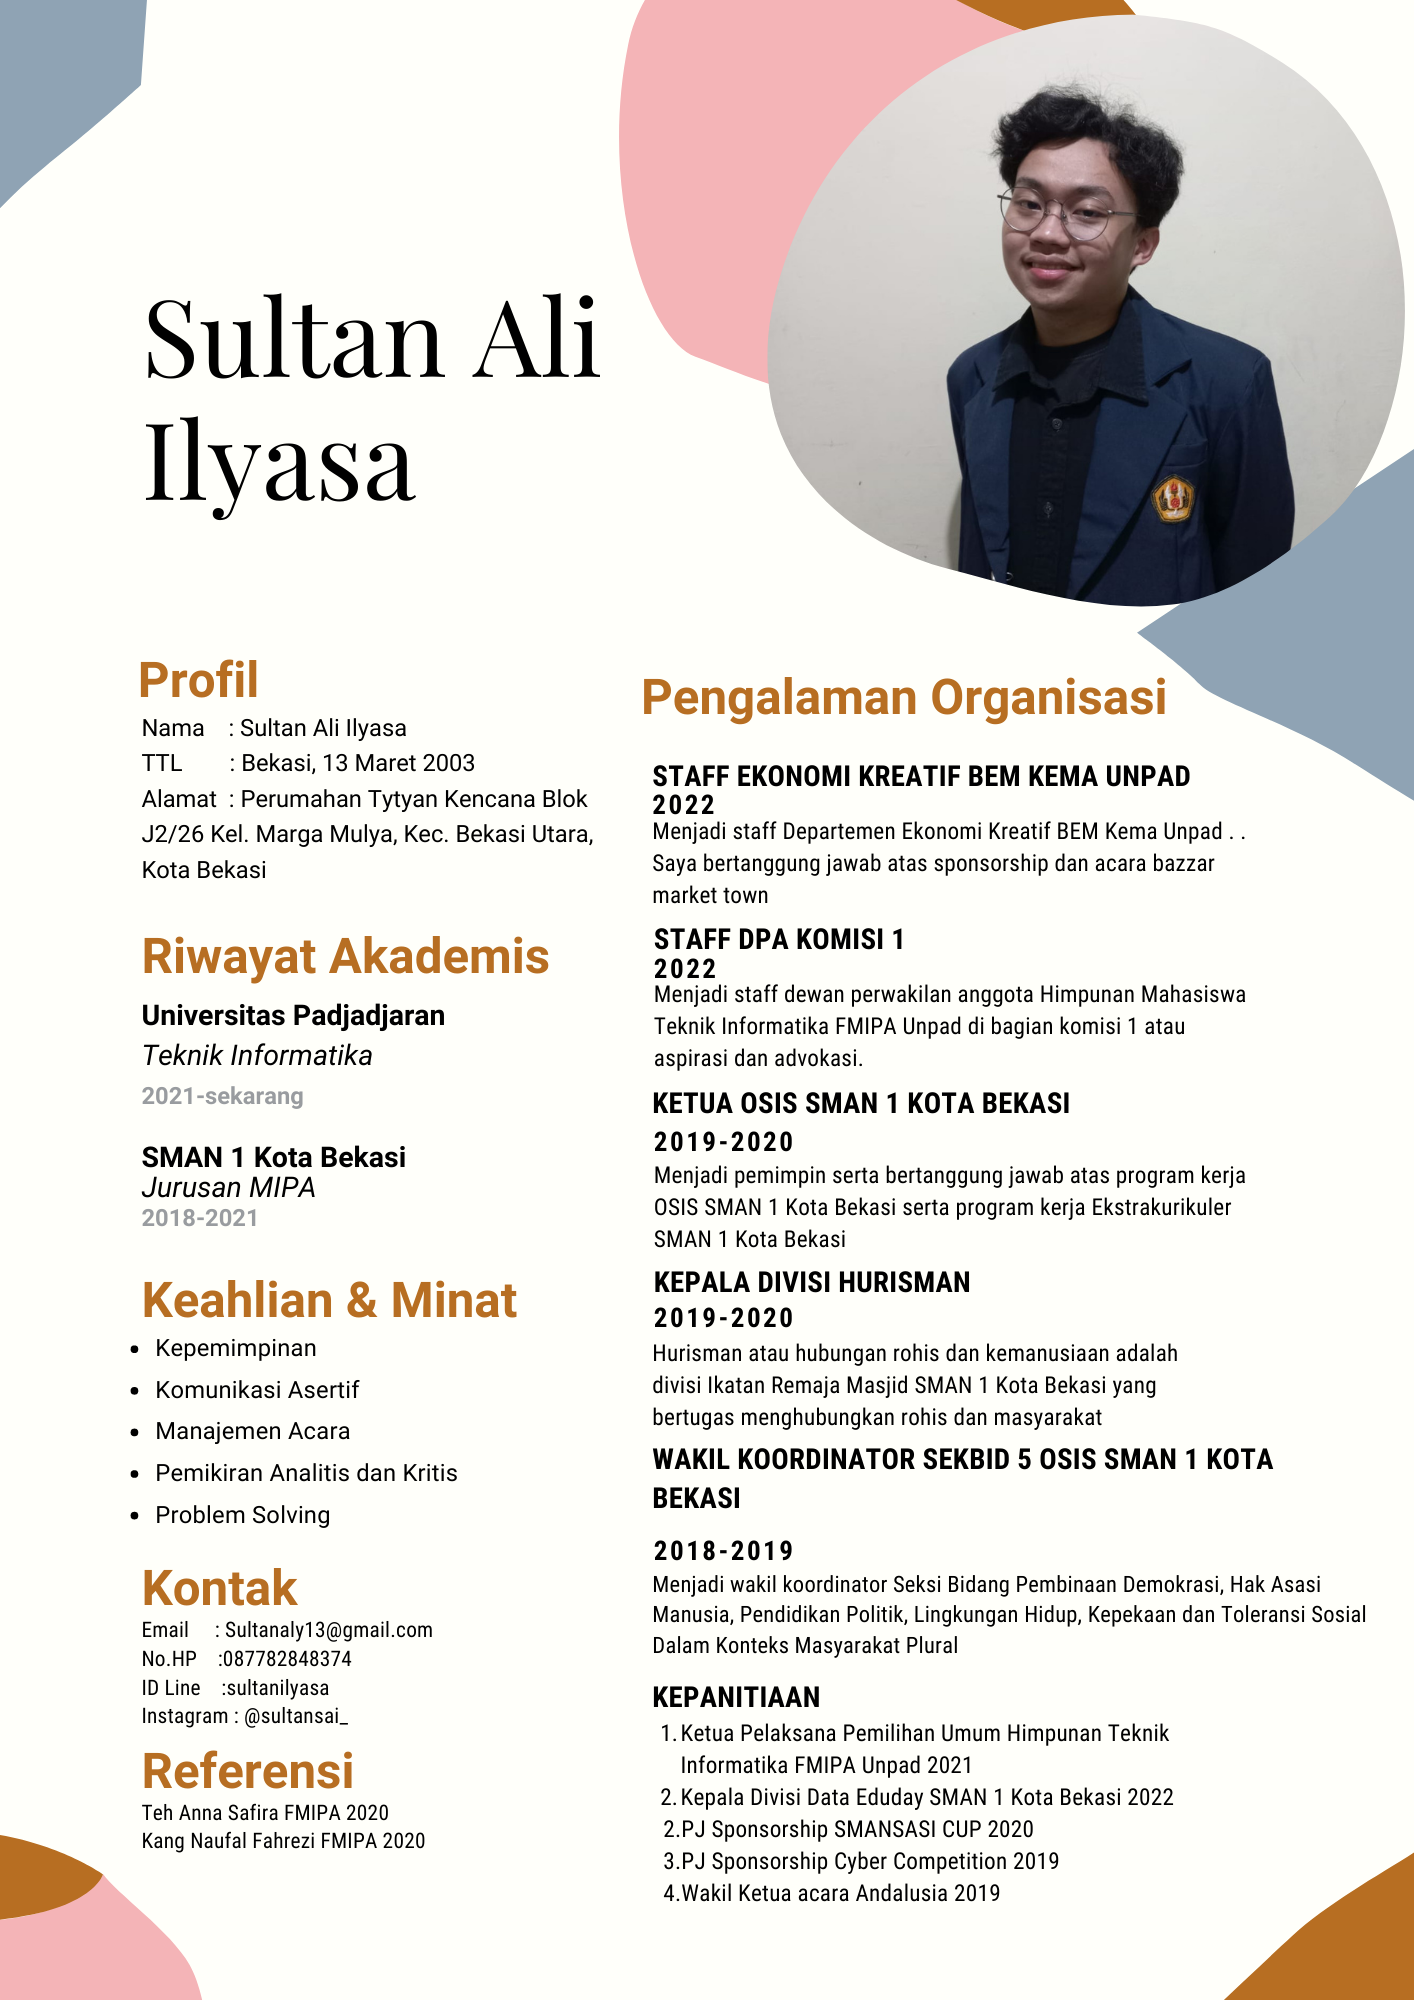 Sultan Ali
Ilyasa
Profil
Nama : Sultan Ali Ilyasa
TTL : Bekasi, 13 Maret 2003
Alamat : Perumahan Tytyan Kencana Blok
J2/26 Kel. Marga Mulya, Kec. Bekasi Utara,
Kota Bekasi
Riwayat Akademis
Universitas Padjadjaran
Teknik Informatika
2021-sekarang
SMAN 1 Kota Bekasi
Jurusan MIPA
2018-2021
Keahlian & Minat
• Kepemimpinan
• Komunikasi Asertif
• Manajemen Acara
• Pemikiran Analitis dan Kritis
• Problem Solving
Kontak
Email : Sultanaly13@gmail.com
No.HP :087782848374
ID Line :sultanilyasa
Instagram : @sultansai_
Referensi
Teh Anna Safira FMIPA 2020
Kang Naufal Fahrezi FMIPA 2020
Pengalaman Organisasi
STAFF EKONOMI KREATIF BEM KEMA UNPAD
2022
Menjadi staff Departemen Ekonomi Kreatif BEM Kema Unpad . .
Saya bertanggung jawab atas sponsorship dan acara bazzar
market town
STAFF DPA KOMISI 1
2022
Menjadi staff dewan perwakilan anggota Himpunan Mahasiswa
Teknik Informatika FMIPA Unpad di bagian komisi 1 atau
aspirasi dan advokasi.
KETUA OSIS SMAN 1 KOTA BEKASI
2019-2020
Menjadi pemimpin serta bertanggung jawab atas program kerja
OSIS SMAN 1 Kota Bekasi serta program kerja Ekstrakurikuler
SMAN 1 Kota Bekasi
KEPALA DIVISI HURISMAN
2019-2020
Hurisman atau hubungan rohis dan kemanusiaan adalah
divisi Ikatan Remaja Masjid SMAN 1 Kota Bekasi yang
bertugas menghubungkan rohis dan masyarakat
WAKIL KOORDINATOR SEKBID 5 OSIS SMAN 1 KOTA
BEKASI
2018-2019
Menjadi wakil koordinator Seksi Bidang Pembinaan Demokrasi, Hak Asasi
Manusia, Pendidikan Politik, Lingkungan Hidup, Kepekaan dan Toleransi Sosial
Dalam Konteks Masyarakat Plural
KEPANITIAAN
1. Ketua Pelaksana Pemilihan Umum Himpunan Teknik
Informatika FMIPA Unpad 2021
2. Kepala Divisi Data Eduday SMAN 1 Kota Bekasi 2022
2.PJ Sponsorship SMANSASI CUP 2020
3.PJ Sponsorship Cyber Competition 2019
4.Wakil Ketua acara Andalusia 2019